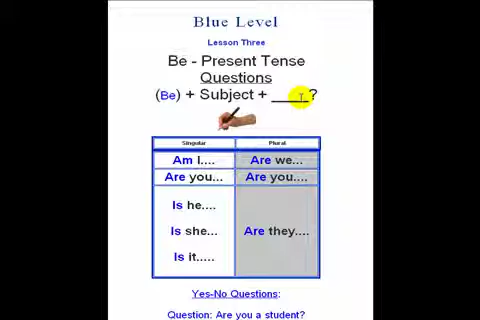 Blue Level
Lesson Three
Be - Present Tense
Questions
(Be) + Subject + ____?
Singular Plural
Am I.... Are we...
Are you... Are you....
Is he....
Is she... Are they....
Is it.....
Yes-No Questions:
Question: Are you a student?